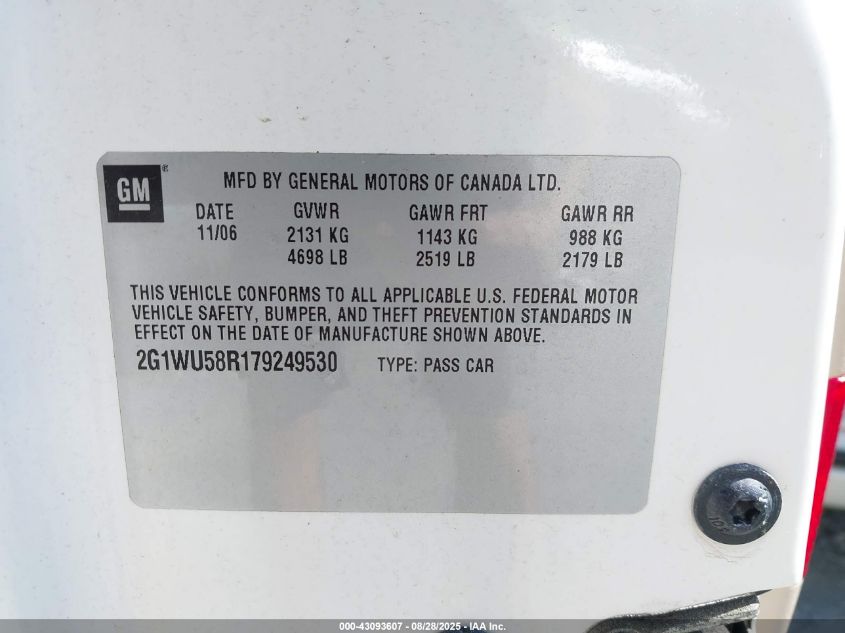 GM ®
MFD BY GENERAL MOTORS OF CANADA LTD.
DATE GVWR GAWR FRT GAWR RR
11/06 2131 KG 1143 KG 988 KG
4698 LB 2519 LB 2179 LB
THIS VEHICLE CONFORMS TO ALL APPLICABLE U.S. FEDERAL MOTOR
VEHICLE SAFETY, BUMPER, AND THEFT PREVENTION STANDARDS IN
EFFECT ON THE DATE OF MANUFACTURE SHOWN ABOVE.
2G1WU58R179249530 TYPE: PASS CAR
000-43093607 - 08/28/2025 - IAA Inc.